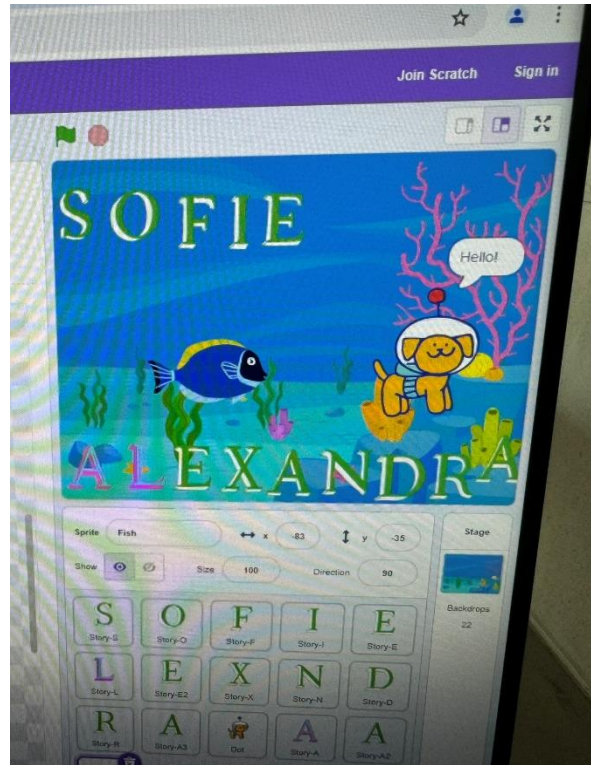 Join Scratch Sign in
SOFIE
Hello!
ALEXANDRA
Sprite Fish x -83 y -35
Stage
Show Size 100 Direction 90
Backdrops
22
S O F I E
Story-S Story-O Story-F Story-I Story-E
L E X N D
Story-L Story-E2 Story-X Story-N Story-D
R A A A
Story-R Story-A3 Dot Story-A Story-A2